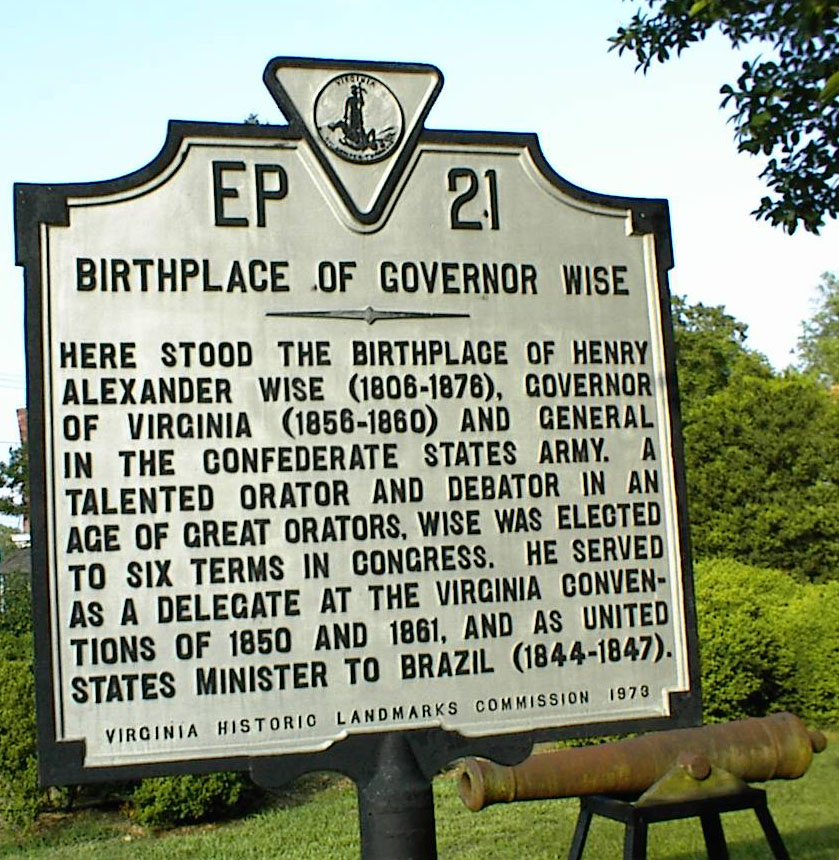 VIRGINIA
EP 21
BIRTHPLACE OF GOVERNOR WISE
HERE STOOD THE BIRTHPLACE OF HENRY
ALEXANDER WISE (1806-1876), GOVERNOR
OF VIRGINIA (1856-1860) AND GENERAL
IN THE CONFEDERATE STATES ARMY. A
TALENTED ORATOR AND DEBATOR IN AN
AGE OF GREAT ORATORS, WISE WAS ELECTED
TO SIX TERMS IN CONGRESS. HE SERVED
AS A DELEGATE AT THE VIRGINIA CONVEN-
TIONS OF 1850 AND 1861, AND AS UNITED
STATES MINISTER TO BRAZIL (1844-1847).
VIRGINIA HISTORIC LANDMARKS COMMISSION 1973